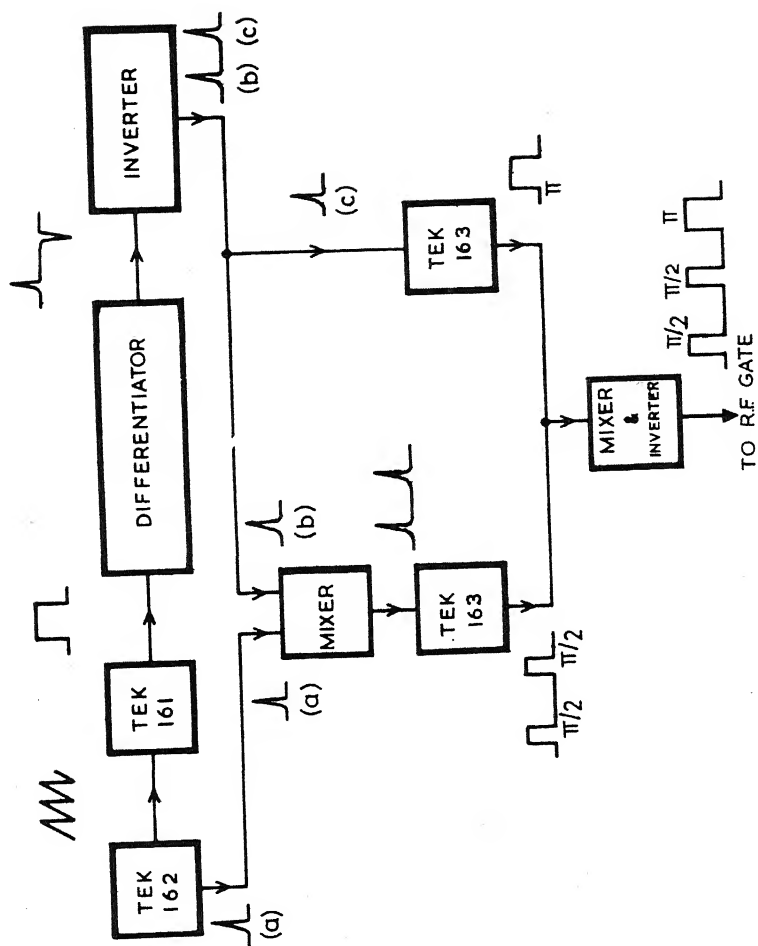 TEK
162
(a)
TEK
161
DIFFERENTIATOR
INVERTER
(b) (c)
(a)
(b)
(c)
MIXER
TEK
163
TEK
163
π/2 π/2
π
MIXER
&
INVERTER
π/2 π/2 π
TO R.F GATE